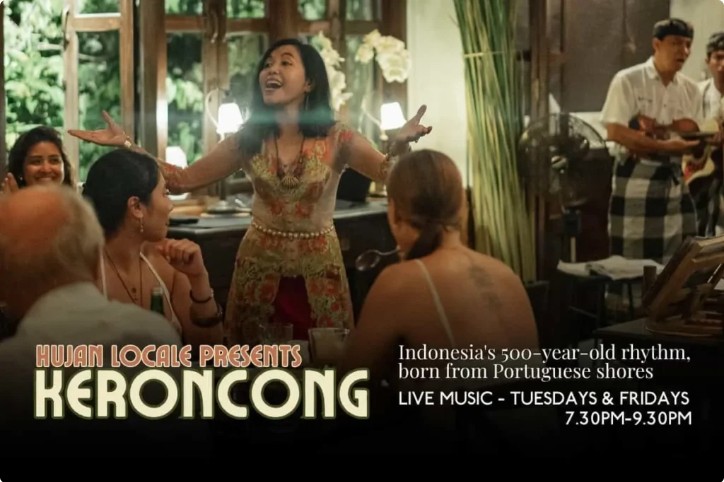 HUJAN LOCALE PRESENTS
KERONCONG
Indonesia's 500-year-old rhythm,
born from Portuguese shores
LIVE MUSIC - TUESDAYS & FRIDAYS
7.30PM-9.30PM